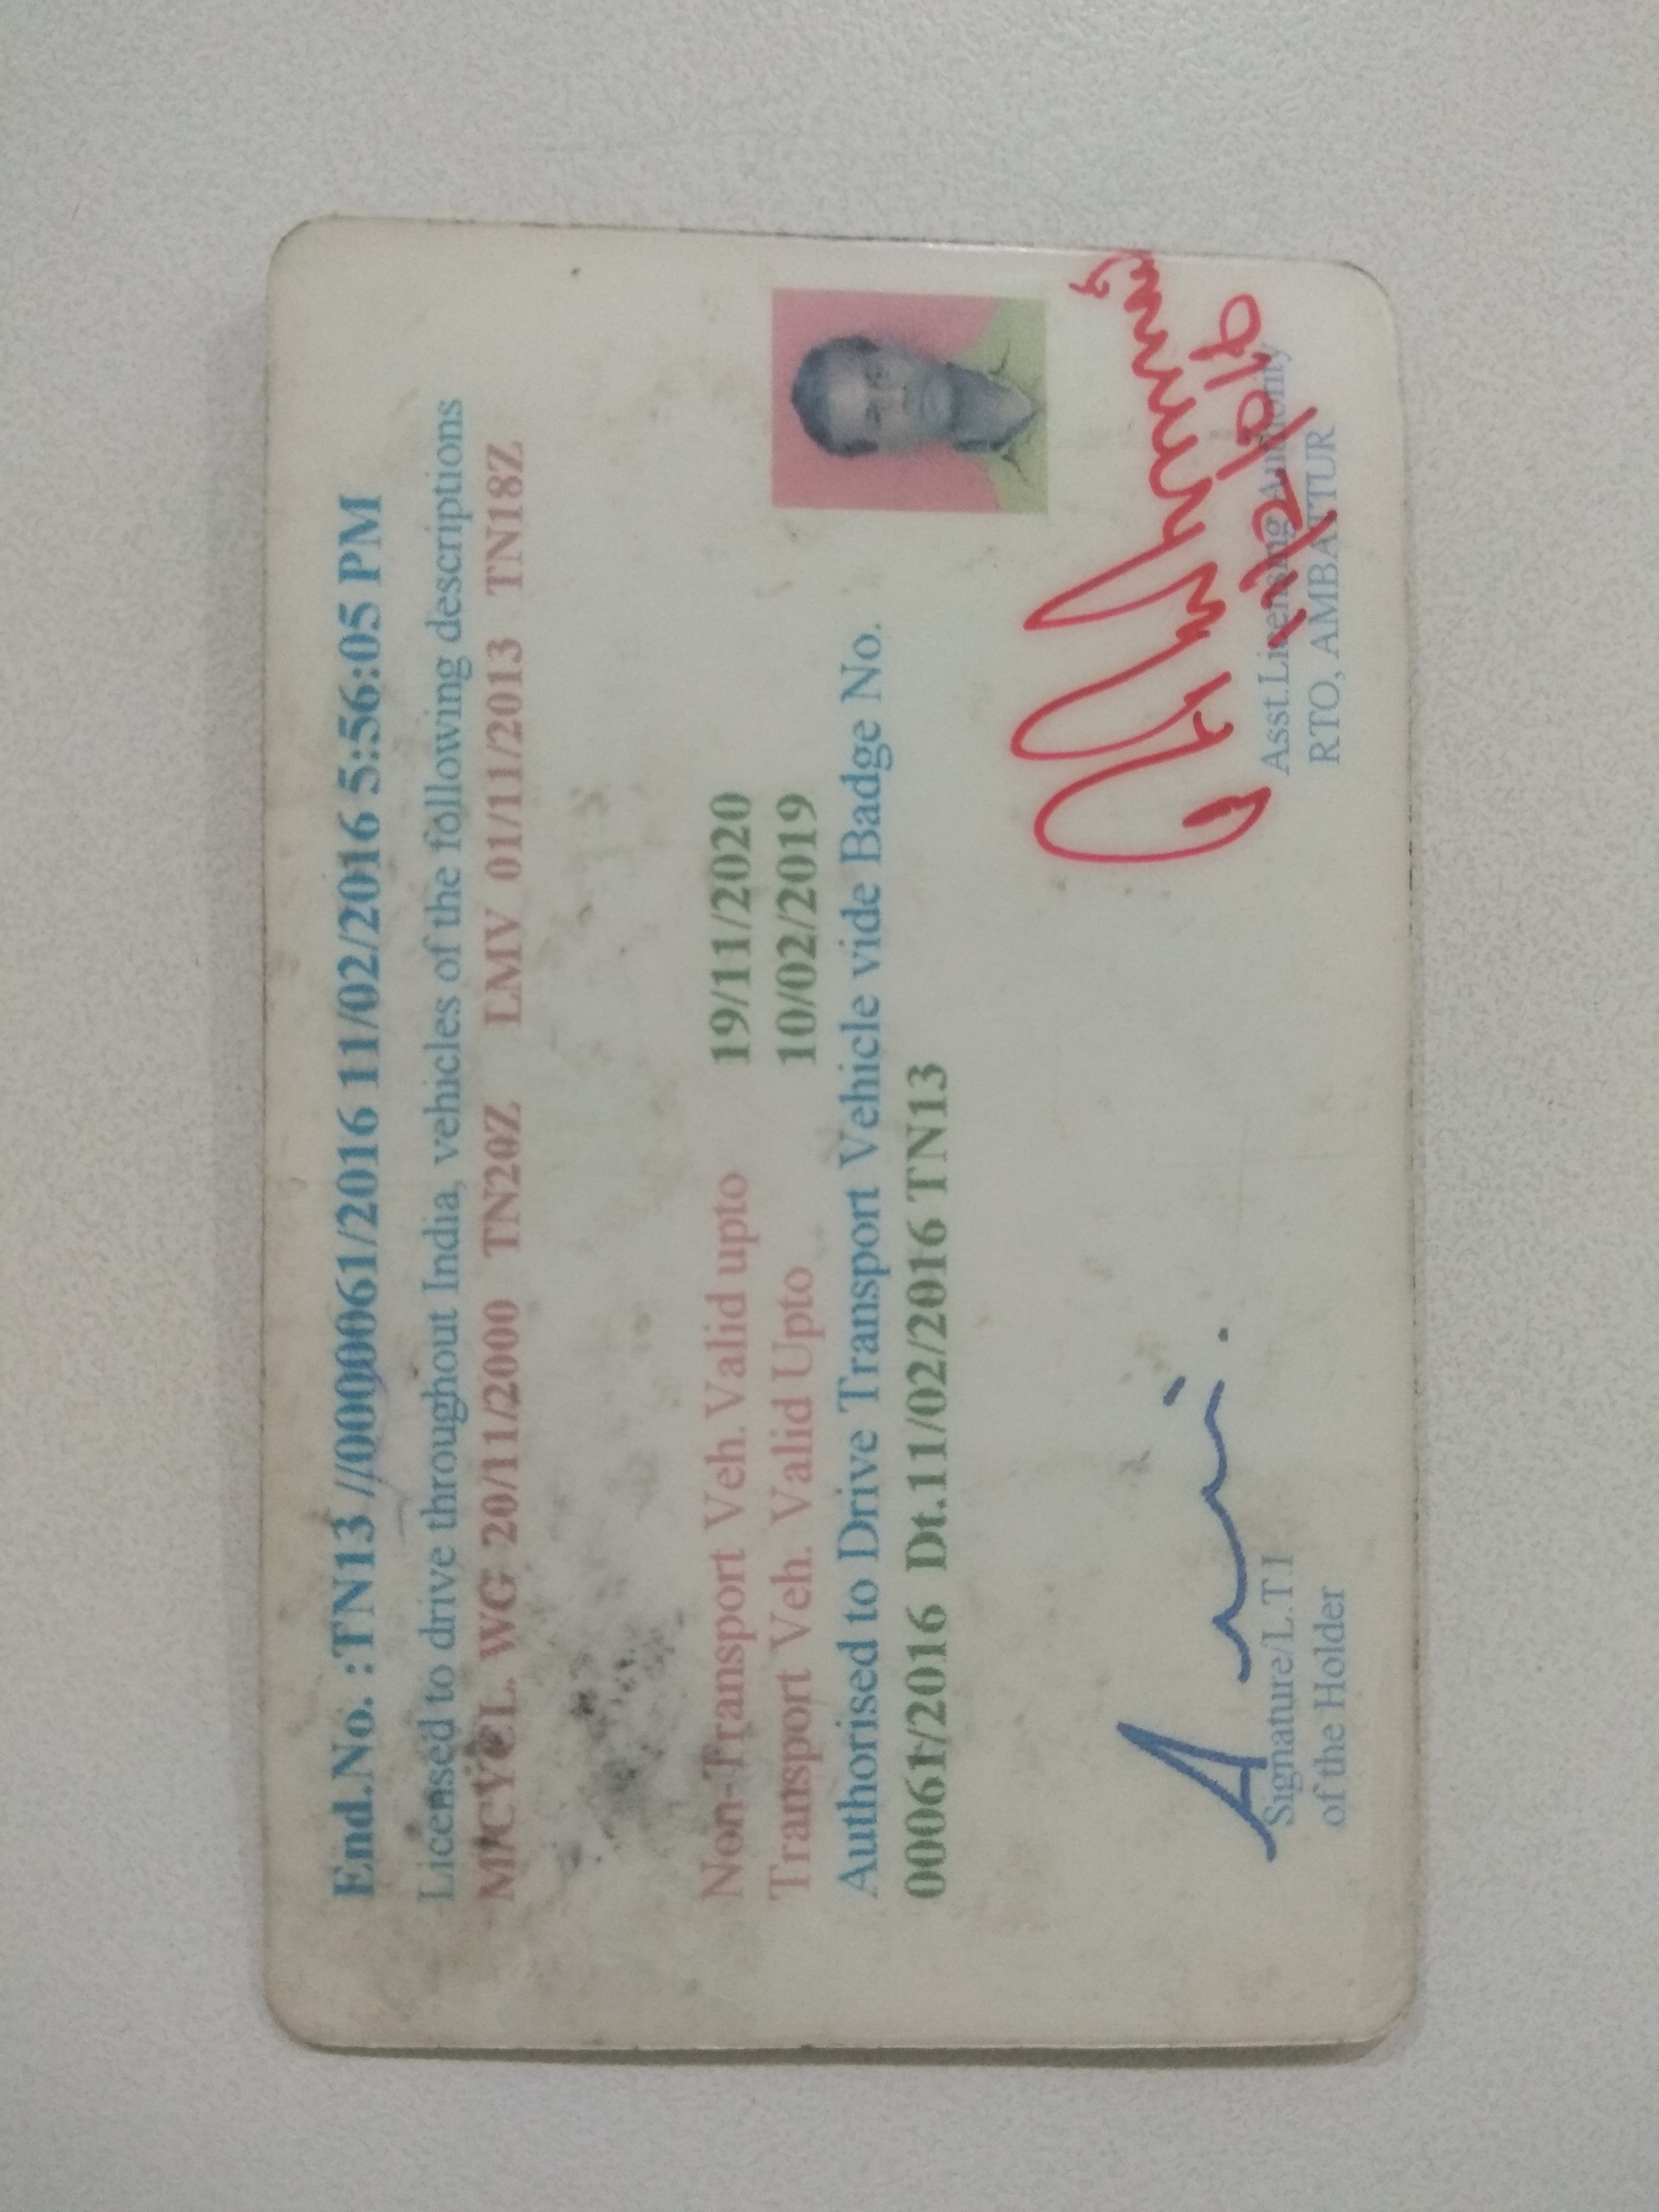 End.No. :TN13 //0000061/2016 11/02/2016 5:56:05 PM
Licensed to drive throughout India, vehicles of the following descriptions
M/CYCL. WG 20/11/2000 TN20Z LMV 01/11/2013 TN18Z
Non-Transport Veh. Valid upto 19/11/2020
Transport Veh. Valid Upto 10/02/2019
Authorised to Drive Transport Vehicle vide Badge No.
00061/2016 Dt.11/02/2016 TN13
Signature/L.T.I
of the Holder
Asst.Licensing Authority
RTO, AMBATTUR